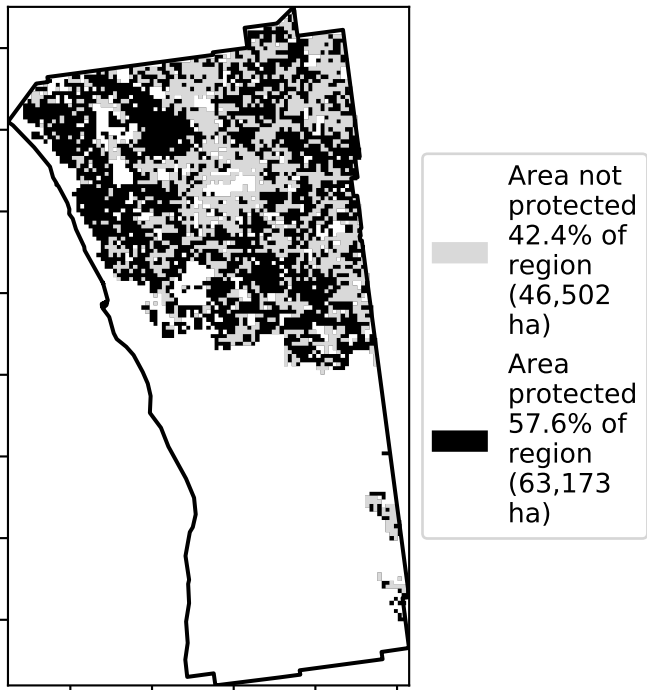 Area not
protected
42.4% of
region
(46,502
ha)
Area
protected
57.6% of
region
(63,173
ha)